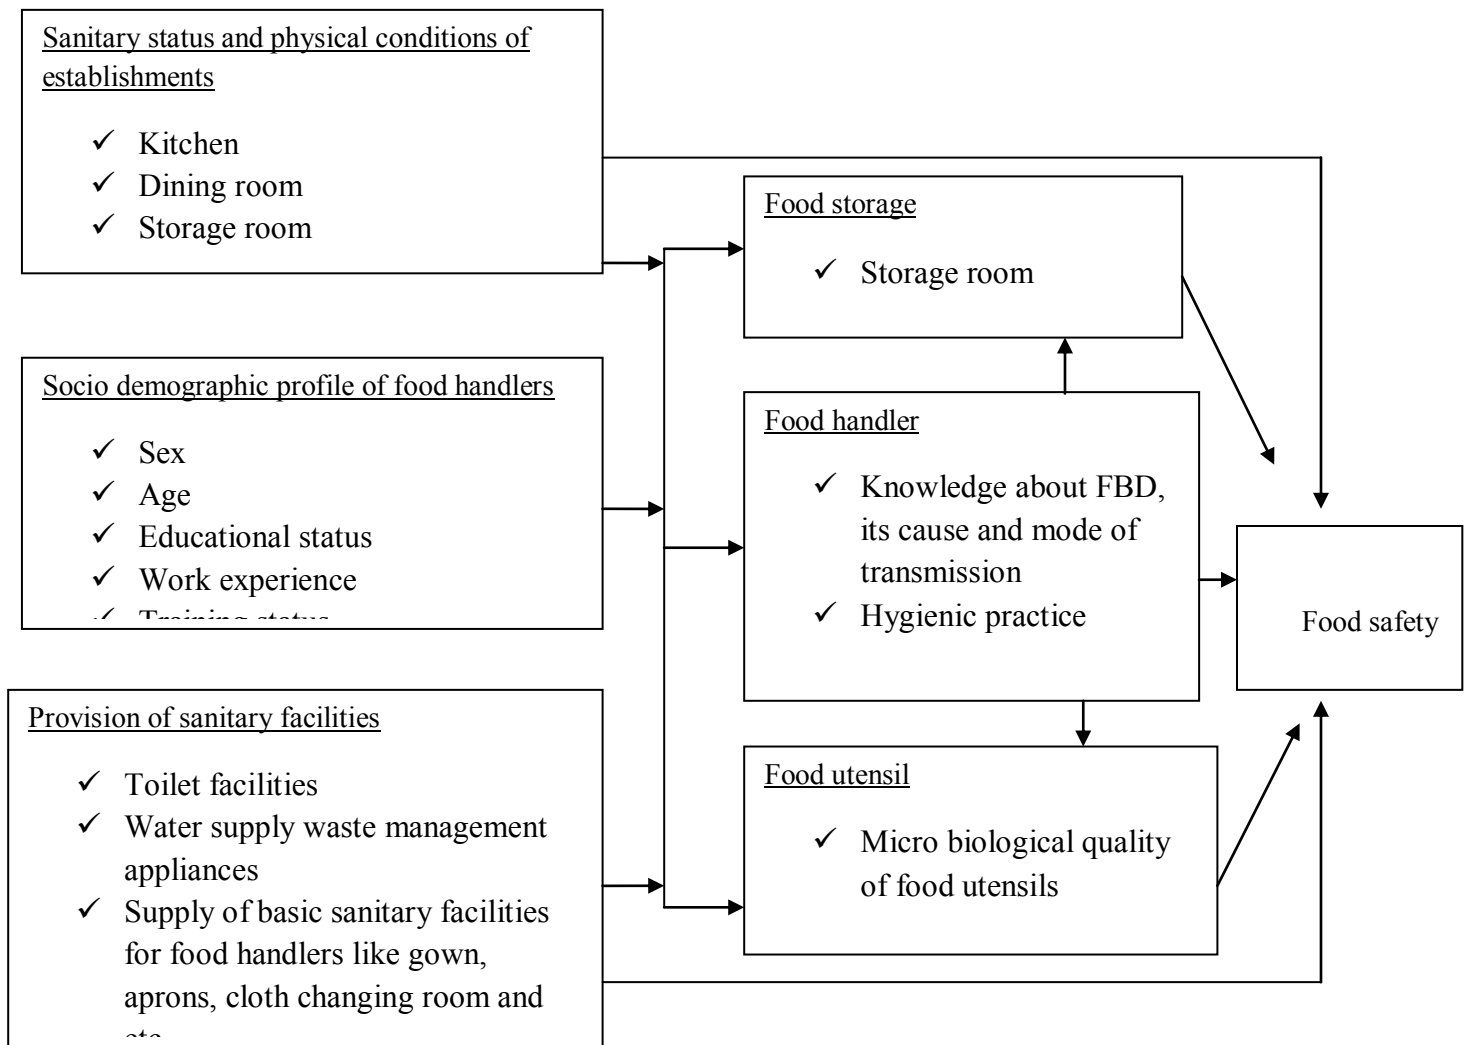 Sanitary status and physical conditions of
establishments
✓ Kitchen
✓ Dining room
✓ Storage room
Socio demographic profile of food handlers
✓ Sex
✓ Age
✓ Educational status
✓ Work experience
✓ Training status
Provision of sanitary facilities
✓ Toilet facilities
✓ Water supply waste management
appliances
✓ Supply of basic sanitary facilities
for food handlers like gown,
aprons, cloth changing room and
etc
Food storage
✓ Storage room
Food handler
✓ Knowledge about FBD,
its cause and mode of
transmission
✓ Hygienic practice
Food utensil
✓ Micro biological quality
of food utensils
Food safety